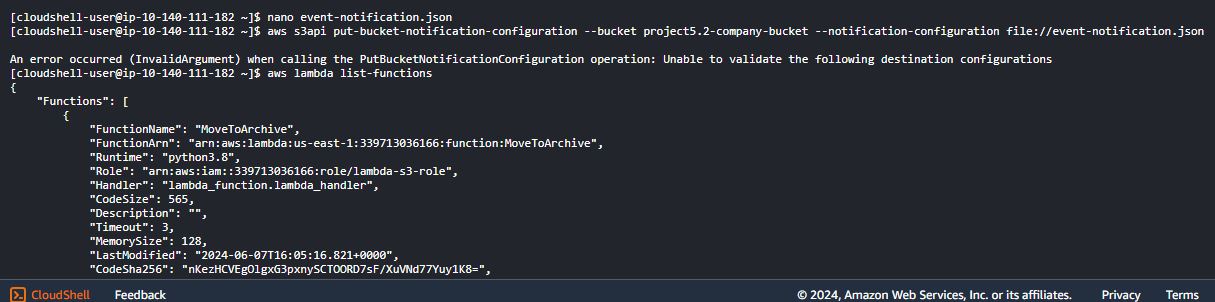 [cloudshell-user@ip-10-140-111-182 ~]$ nano event-notification.json
[cloudshell-user@ip-10-140-111-182 ~]$ aws s3api put-bucket-notification-configuration --bucket project5.2-company-bucket --notification-configuration file://event-notification.json
An error occurred (InvalidArgument) when calling the PutBucketNotificationConfiguration operation: Unable to validate the following destination configurations
[cloudshell-user@ip-10-140-111-182 ~]$ aws lambda list-functions
{
    "Functions": [
        {
            "FunctionName": "MoveToArchive",
            "FunctionArn": "arn:aws:lambda:us-east-1:339713036166:function:MoveToArchive",
            "Runtime": "python3.8",
            "Role": "arn:aws:iam::339713036166:role/lambda-s3-role",
            "Handler": "lambda_function.lambda_handler",
            "CodeSize": 565,
            "Description": "",
            "Timeout": 3,
            "MemorySize": 128,
            "LastModified": "2024-06-07T16:05:16.821+0000",
            "CodeSha256": "nKezHCVEgOlgxG3pxnySCTOORD7sF/XuVNd77Yuy1K8=",
CloudShell Feedback © 2024, Amazon Web Services, Inc. or its affiliates. Privacy Terms